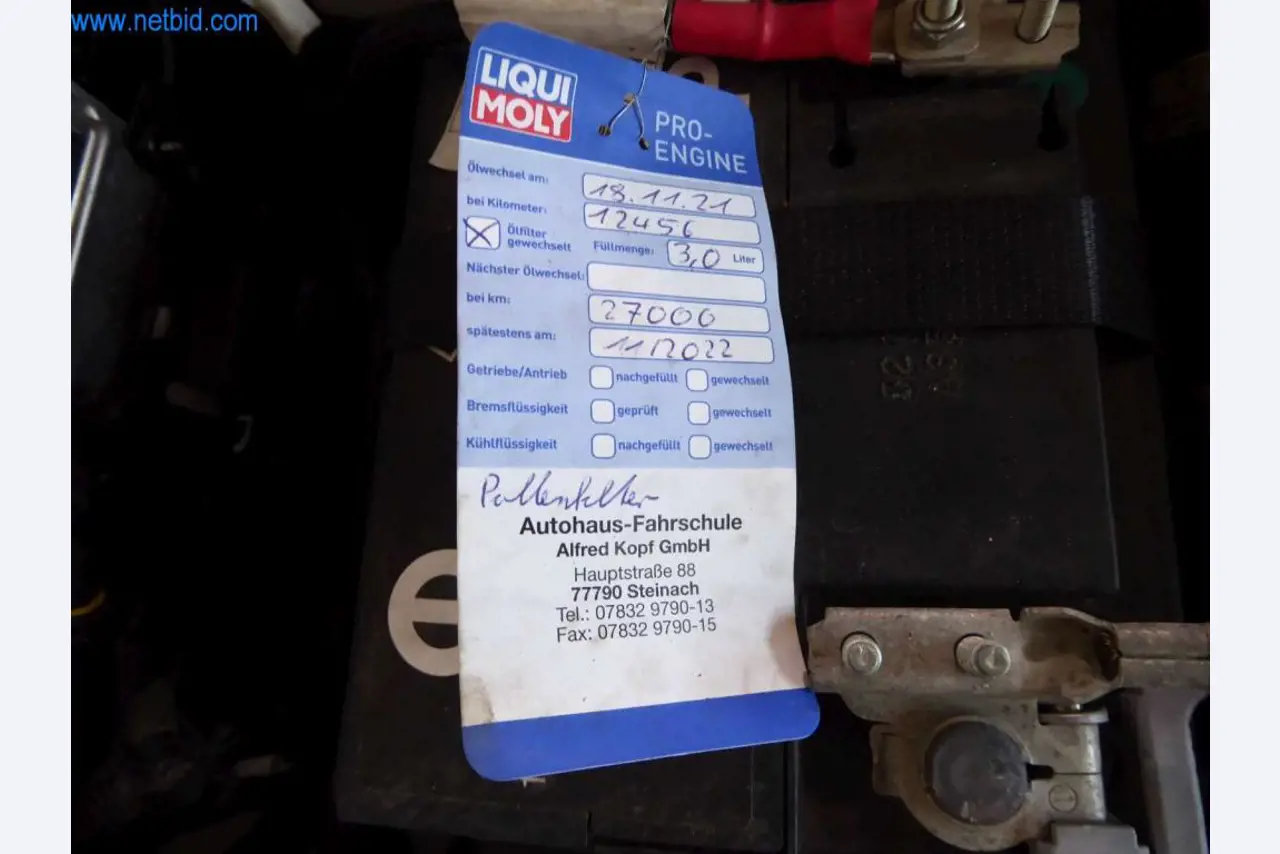 www.netbid.com
LIQUI
MOLY
PRO-
ENGINE
Ölwechsel am: 18.11.21
bei Kilometer: 12456
Ölfilter
gewechselt Füllmenge: 3,0 Liter
Nächster Ölwechsel:
bei km: 27000
spätestens am: 11/2022
Getriebe/Antrieb nachgefüllt gewechselt
Bremsflüssigkeit geprüft gewechselt
Kühlflüssigkeit nachgefüllt gewechselt
Pollenfilter
Autohaus-Fahrschule
Alfred Kopf GmbH
Hauptstraße 88
77790 Steinach
Tel.: 07832 9790-13
Fax: 07832 9790-15